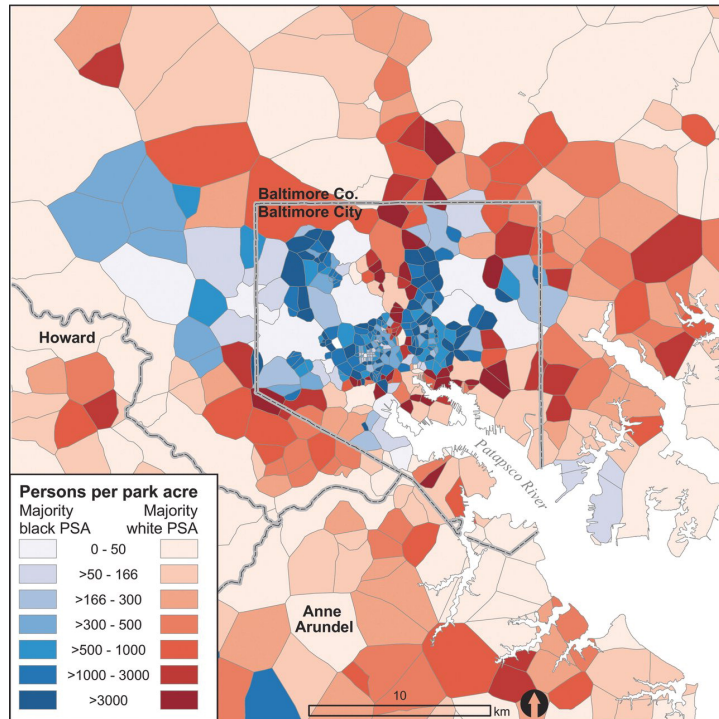 Baltimore Co.
Baltimore City
Howard
Patapsco River
Anne
Arundel
Persons per park acre
Majority black PSA
Majority white PSA
0 - 50
>50 - 166
>166 - 300
>300 - 500
>500 - 1000
>1000 - 3000
>3000
10
km